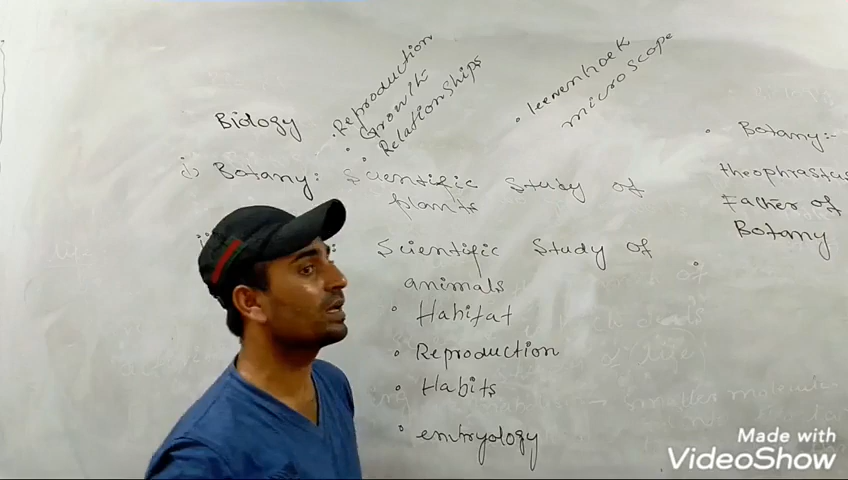 Biology
Reproduction
Growth
Relationships
leewenhoek
microscope
i) Botany: Scientific Study of
plants
Scientific Study of
animals
Habitat
Reproduction
Habits
embryology
Botany:-
theophrastus
Father of
Botany
Made with
VideoShow